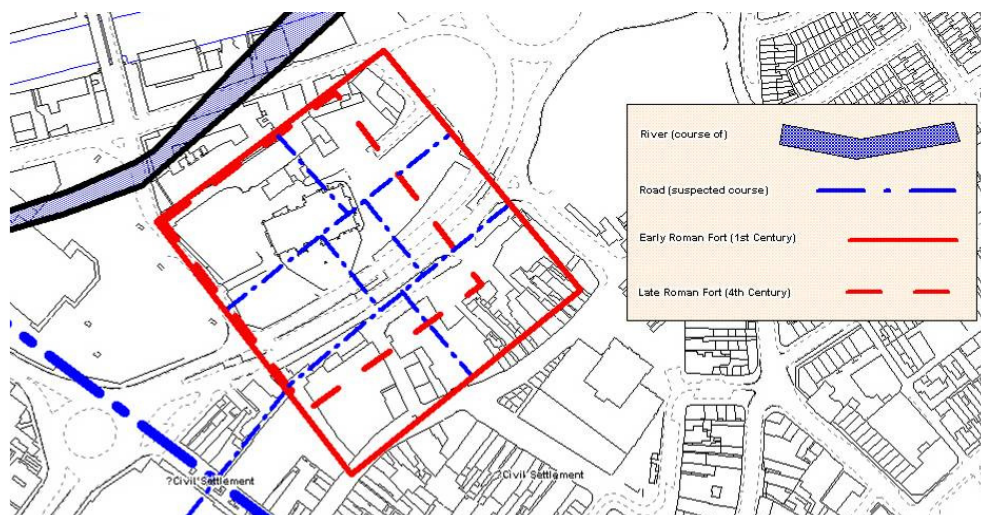 River (course of)
Road (suspected course)
Early Roman Fort (1st Century)
Late Roman Fort (4th Century)
?Civil Settlement
?Civil Settlement